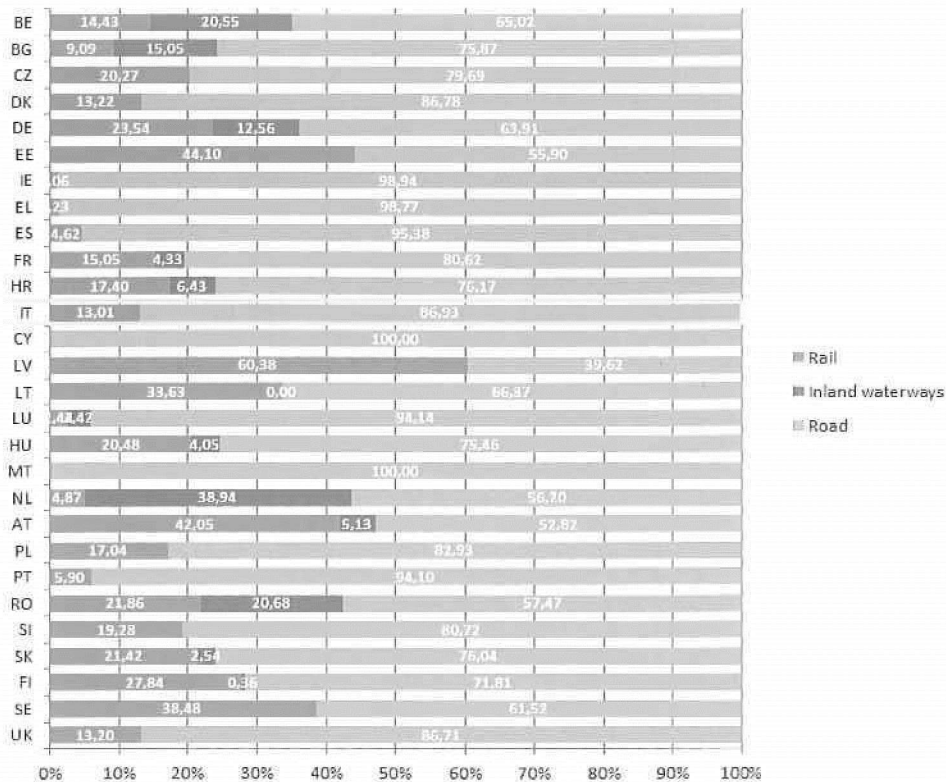 BE 14,43 20,55 65,02
BG 9,09 15,05 75,87
CZ 20,27 79,69
DK 13,22 86,78
DE 23,54 12,56 63,91
EE 44,10 55,90
IE ,06 98,94
EL ,23 98,77
ES 4,62 95,38
FR 15,05 4,33 80,62
HR 17,40 6,43 76,17
IT 13,01 86,93
CY 100,00
LV 60,38 39,62
LT 33,63 0,00 66,37
LU 4,42 94,14
HU 20,48 4,05 75,46
MT 100,00
NL 4,87 38,94 56,20
AT 42,05 5,13 52,82
PL 17,04 82,93
PT 5,90 94,10
RO 21,86 20,68 57,47
SI 19,28 80,72
SK 21,42 2,54 76,04
FI 27,84 0,36 71,81
SE 38,48 61,52
UK 13,20 86,71
0% 10% 20% 30% 40% 50% 60% 70% 80% 90% 100%
Rail
Inland waterways
Road